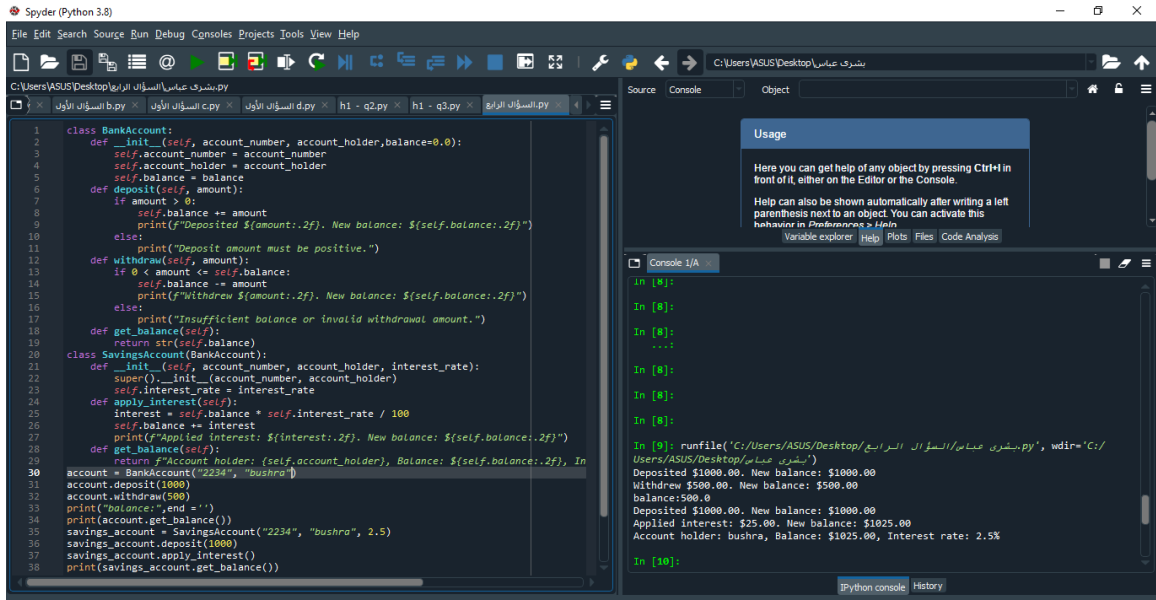 Spyder (Python 3.8)
File Edit Search Source Run Debug Consoles Projects Tools View Help
C:\Users\ASUS\Desktop\بشرى عباس
C:\Users\ASUS\Desktop\بشرى عباس\السؤال الرابع.py
السؤال الأول b.py السؤال الأول c.py السؤال الأول d.py h1 - q2.py h1 - q3.py السؤال الرابع.py
1 class BankAccount:
2     def __init__(self, account_number, account_holder,balance=0.0):
3         self.account_number = account_number
4         self.account_holder = account_holder
5         self.balance = balance
6     def deposit(self, amount):
7         if amount > 0:
8             self.balance += amount
9             print(f"Deposited ${amount:.2f}. New balance: ${self.balance:.2f}")
10         else:
11             print("Deposit amount must be positive.")
12     def withdraw(self, amount):
13         if 0 < amount <= self.balance:
14             self.balance -= amount
15             print(f"Withdrew ${amount:.2f}. New balance: ${self.balance:.2f}")
16         else:
17             print("Insufficient balance or invalid withdrawal amount.")
18     def get_balance(self):
19         return str(self.balance)
20 class SavingsAccount(BankAccount):
21     def __init__(self, account_number, account_holder, interest_rate):
22         super().__init__(account_number, account_holder)
23         self.interest_rate = interest_rate
24     def apply_interest(self):
25         interest = self.balance * self.interest_rate / 100
26         self.balance += interest
27         print(f"Applied interest: ${interest:.2f}. New balance: ${self.balance:.2f}")
28     def get_balance(self):
29         return f"Account holder: {self.account_holder}, Balance: ${self.balance:.2f}, In
30 account = BankAccount("2234", "bushra")
31 account.deposit(1000)
32 account.withdraw(500)
33 print("balance:",end ='')
34 print(account.get_balance())
35 savings_account = SavingsAccount("2234", "bushra", 2.5)
36 savings_account.deposit(1000)
37 savings_account.apply_interest()
38 print(savings_account.get_balance())
Source Console Object
Usage
Here you can get help of any object by pressing Ctrl+I in
front of it, either on the Editor or the Console.
Help can also be shown automatically after writing a left
parenthesis next to an object. You can activate this
behavior in Preferences > Help.
Variable explorer Help Plots Files Code Analysis
Console 1/A
In [8]:
In [8]:
In [8]:
...:
In [8]:
In [8]:
In [8]:
In [9]: runfile('C:/Users/ASUS/Desktop/بشرى عباس/السؤال الرابع.py', wdir='C:/
Users/ASUS/Desktop/بشرى عباس')
Deposited $1000.00. New balance: $1000.00
Withdrew $500.00. New balance: $500.00
balance:500.0
Deposited $1000.00. New balance: $1000.00
Applied interest: $25.00. New balance: $1025.00
Account holder: bushra, Balance: $1025.00, Interest rate: 2.5%
In [10]:
IPython console History